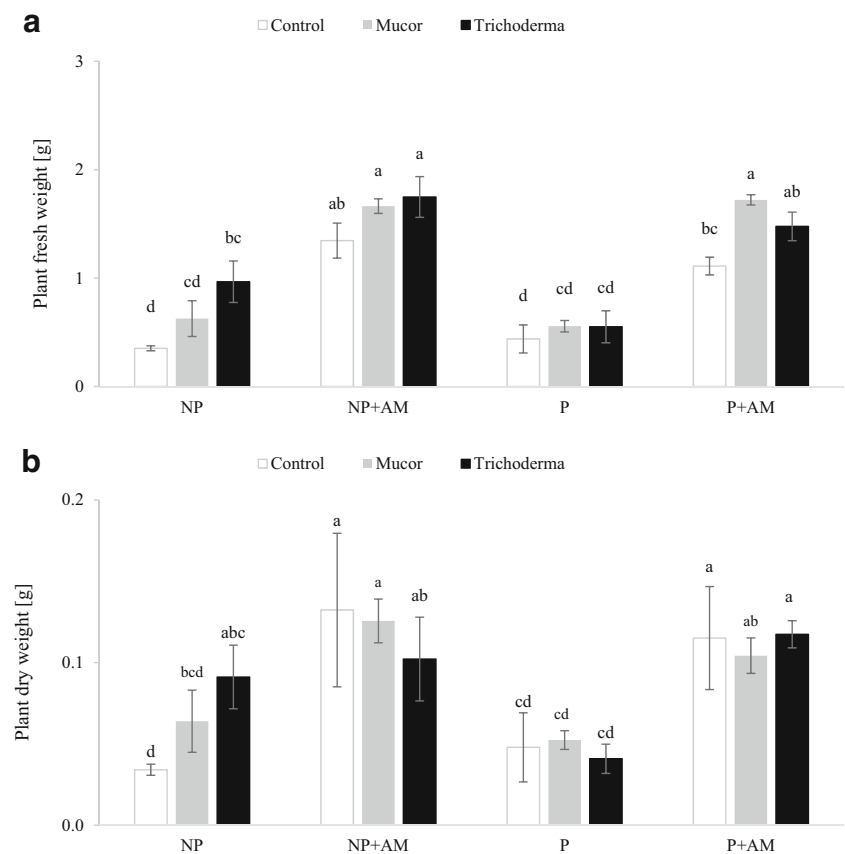 a
Control Mucor Trichoderma
3
2
1
0
Plant fresh weight [g]
d cd bc ab a a d cd cd bc a ab
NP NP+AM P P+AM
b
Control Mucor Trichoderma
0.2
0.1
0.0
Plant dry weight [g]
d bcd abc a a ab cd cd cd a ab a
NP NP+AM P P+AM